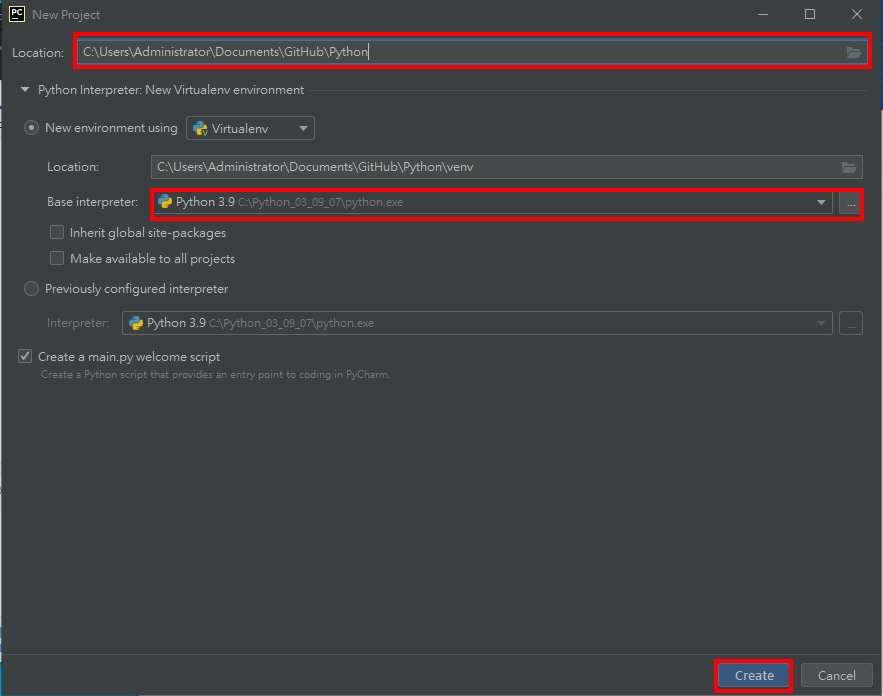 PC New Project
Location: C:\Users\Administrator\Documents\GitHub\Python
Python Interpreter: New Virtualenv environment
New environment using Virtualenv
Location: C:\Users\Administrator\Documents\GitHub\Python\venv
Base interpreter: Python 3.9 C:\Python_03_09_07\python.exe ...
Inherit global site-packages
Make available to all projects
Previously configured interpreter
Interpreter: Python 3.9 C:\Python_03_09_07\python.exe ...
Create a main.py welcome script
Create a Python script that provides an entry point to coding in PyCharm.
Create Cancel